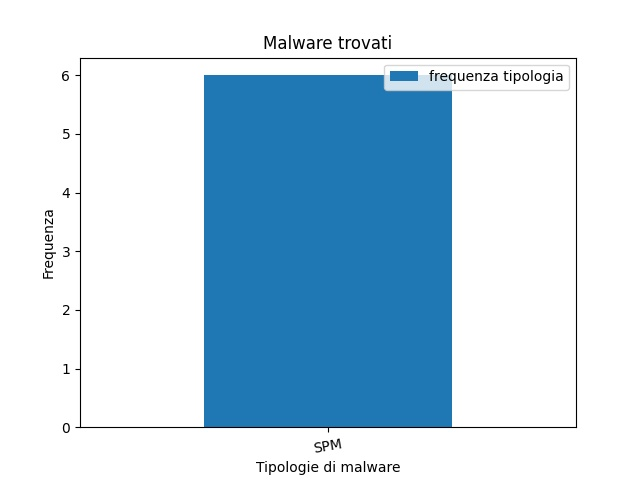 Malware trovati
frequenza tipologia
6
5
4
3
2
1
0
Frequenza
SPM
Tipologie di malware